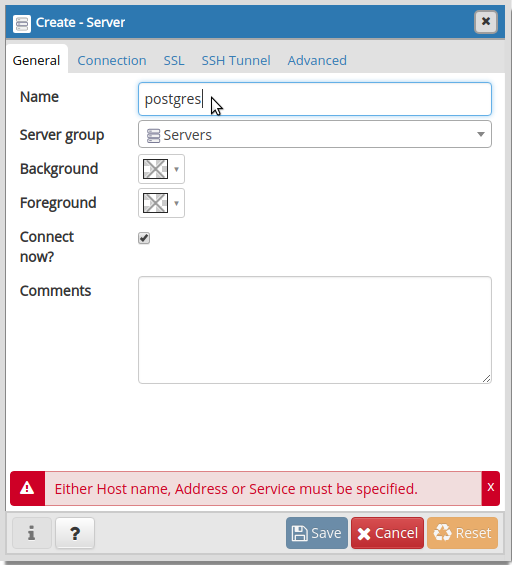 Create - Server
General Connection SSL SSH Tunnel Advanced
Name postgres
Server group Servers
Background
Foreground
Connect
now?
Comments
Either Host name, Address or Service must be specified. X
i ? Save Cancel Reset